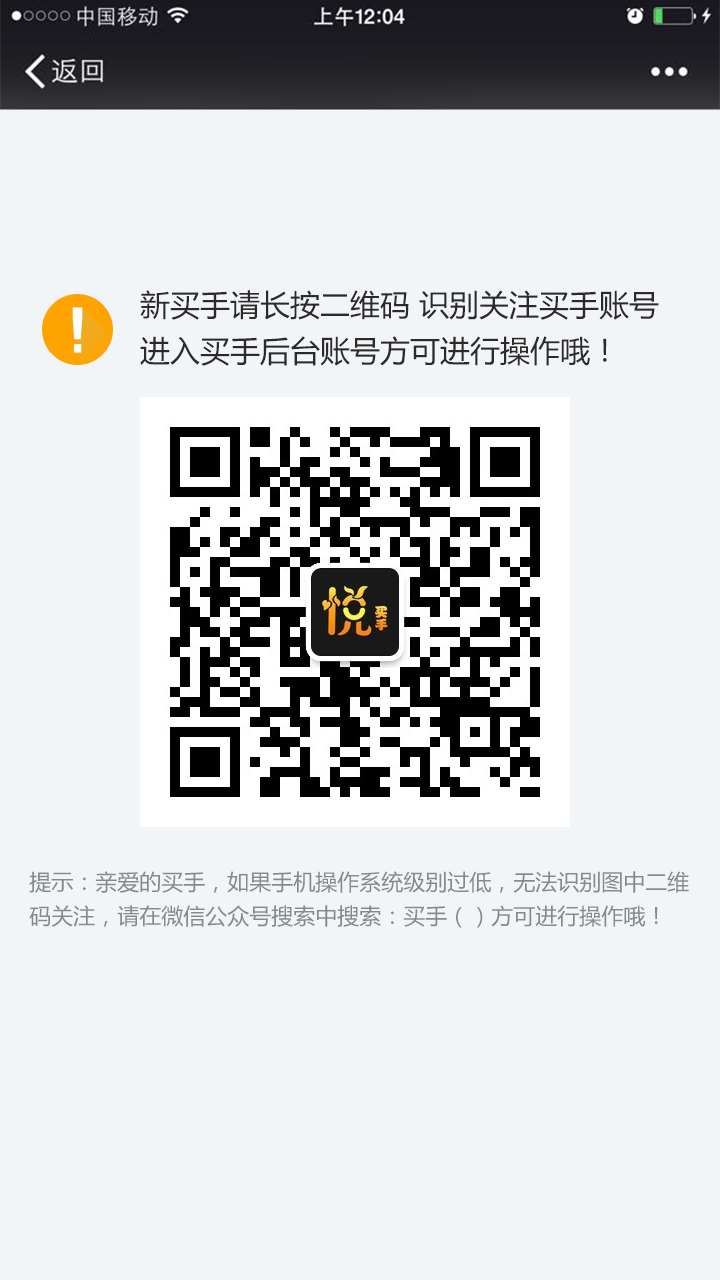 中国移动 上午12:04
返回
新买手请长按二维码 识别关注买手账号
进入买手后台账号方可进行操作哦！
悦
买手
提示：亲爱的买手，如果手机操作系统级别过低，无法识别图中二维
码关注，请在微信公众号搜索中搜索：买手（ ）方可进行操作哦！